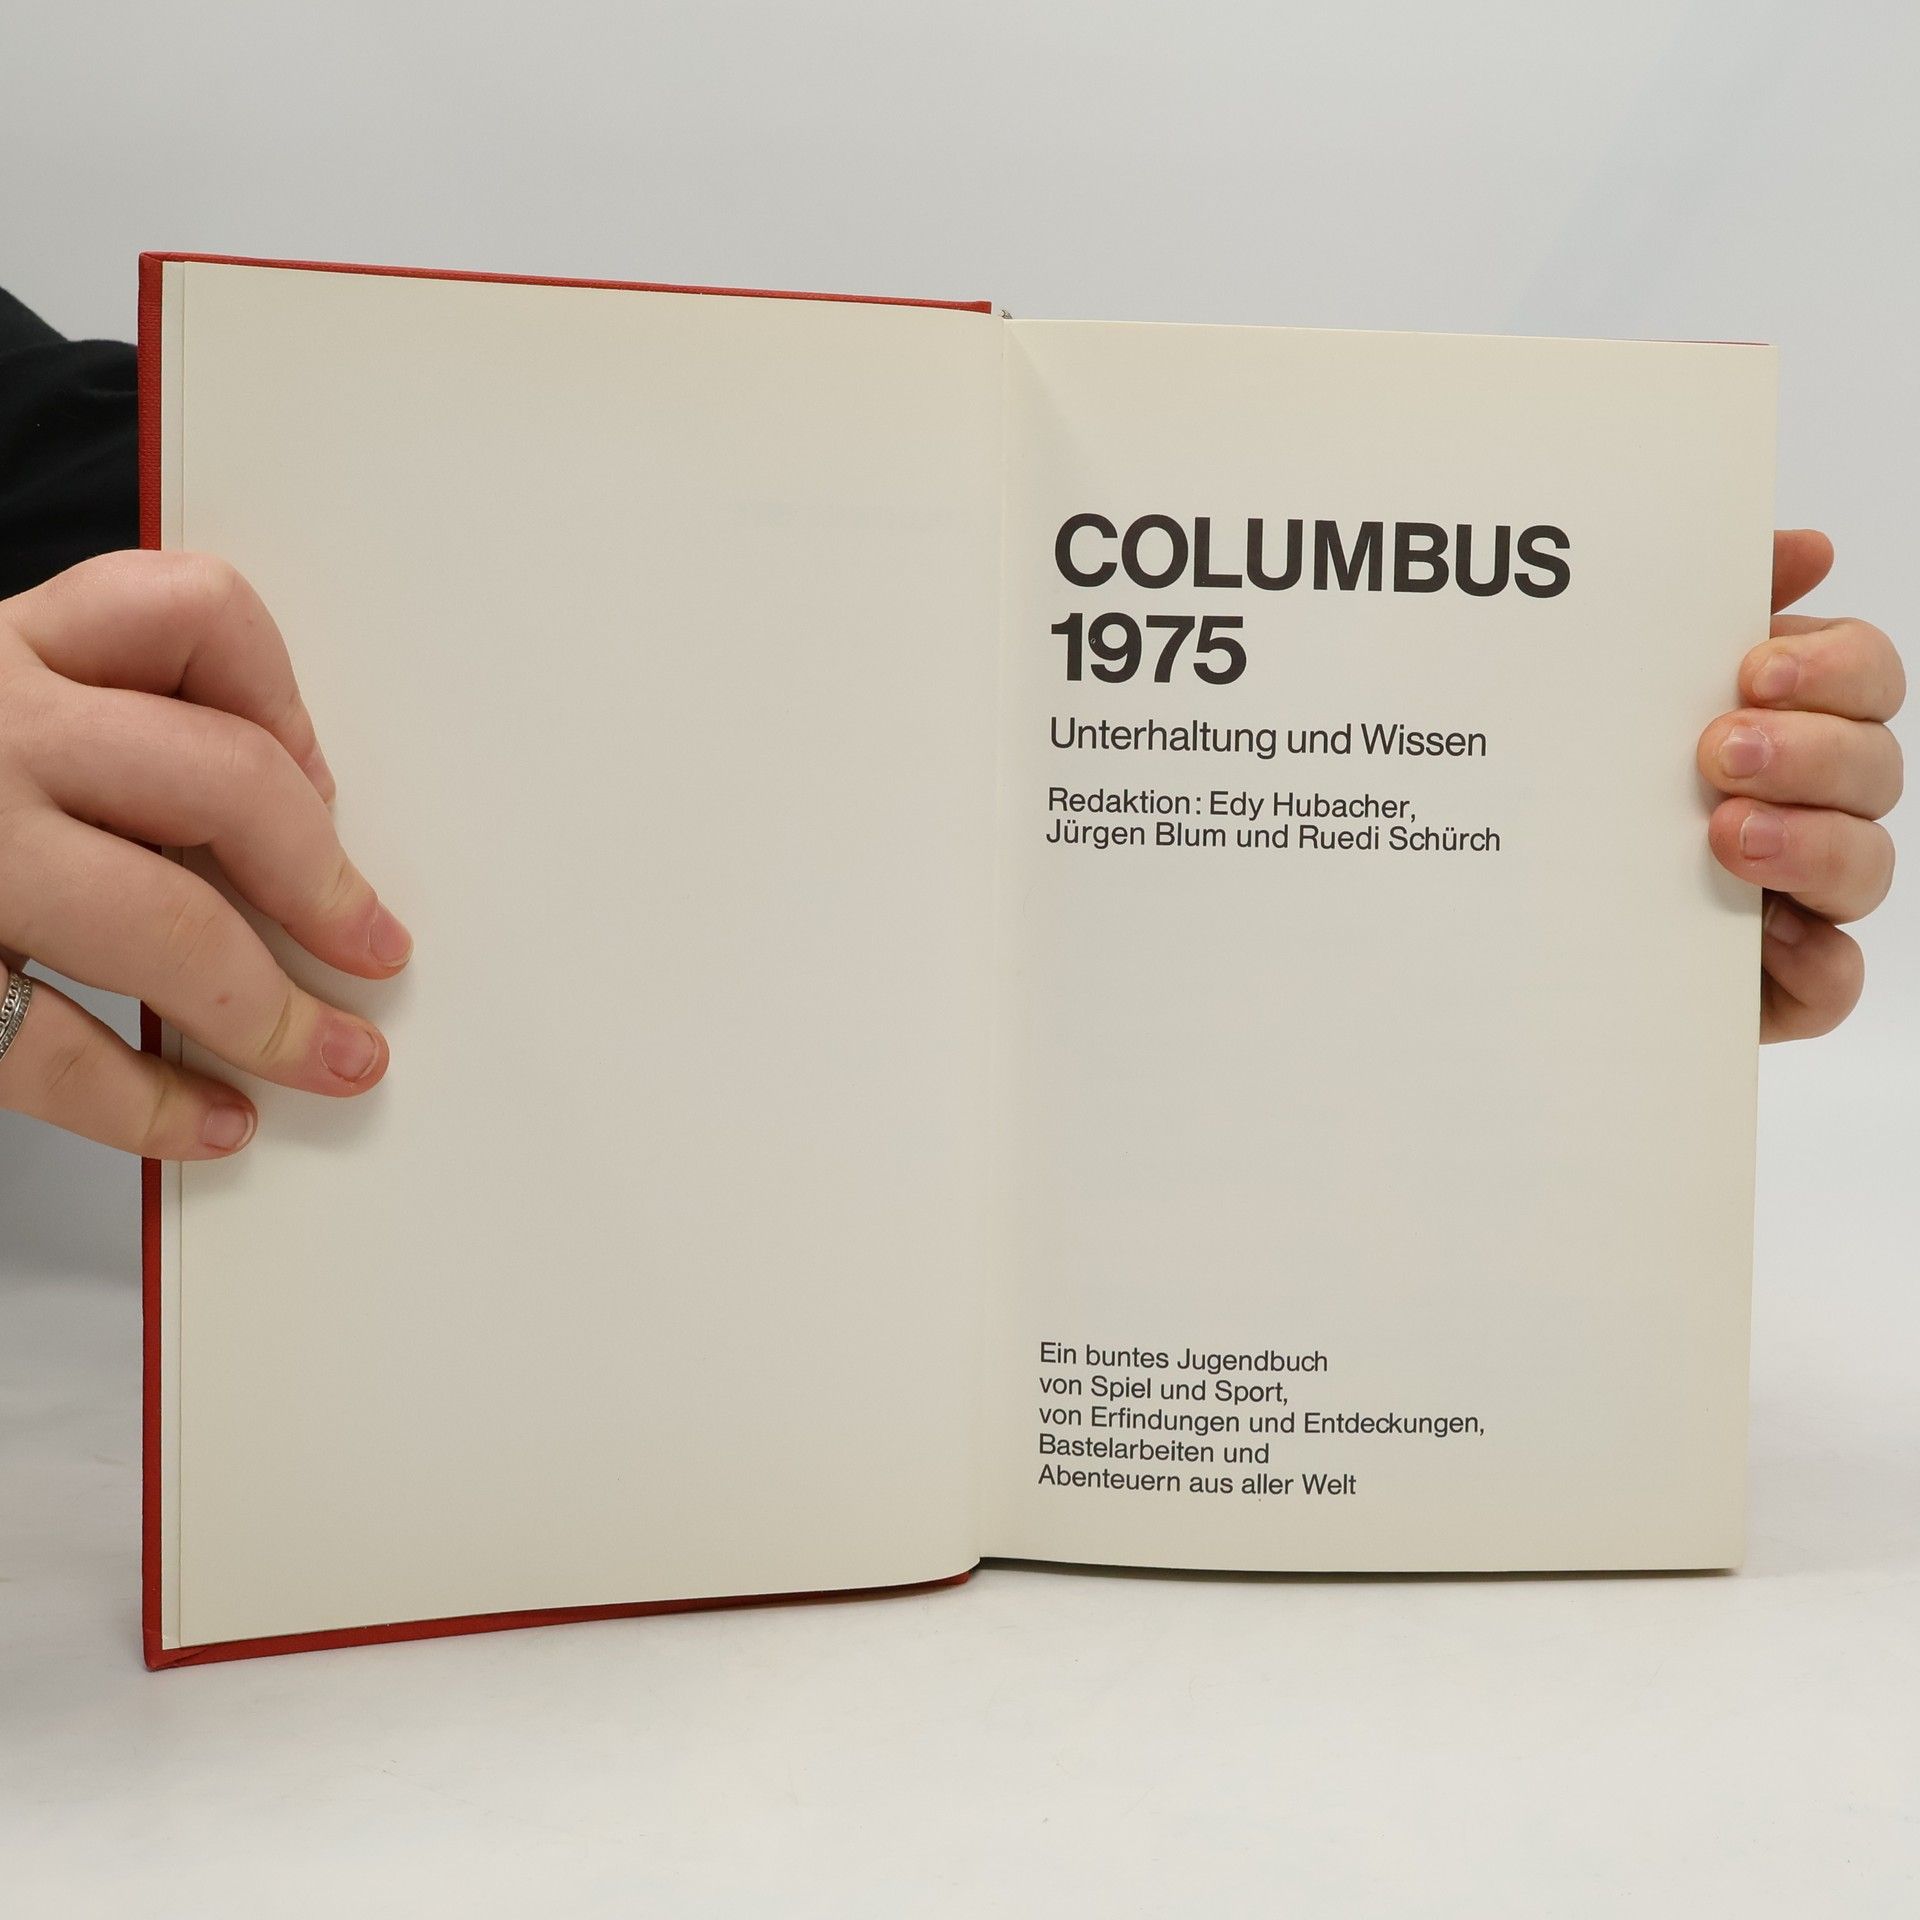 COLUMBUS
1975
Unterhaltung und Wissen
Redaktion: Edy Hubacher,
Jürgen Blum und Ruedi Schürch
Ein buntes Jugendbuch
von Spiel und Sport,
von Erfindungen und Entdeckungen,
Bastelarbeiten und
Abenteuern aus aller Welt